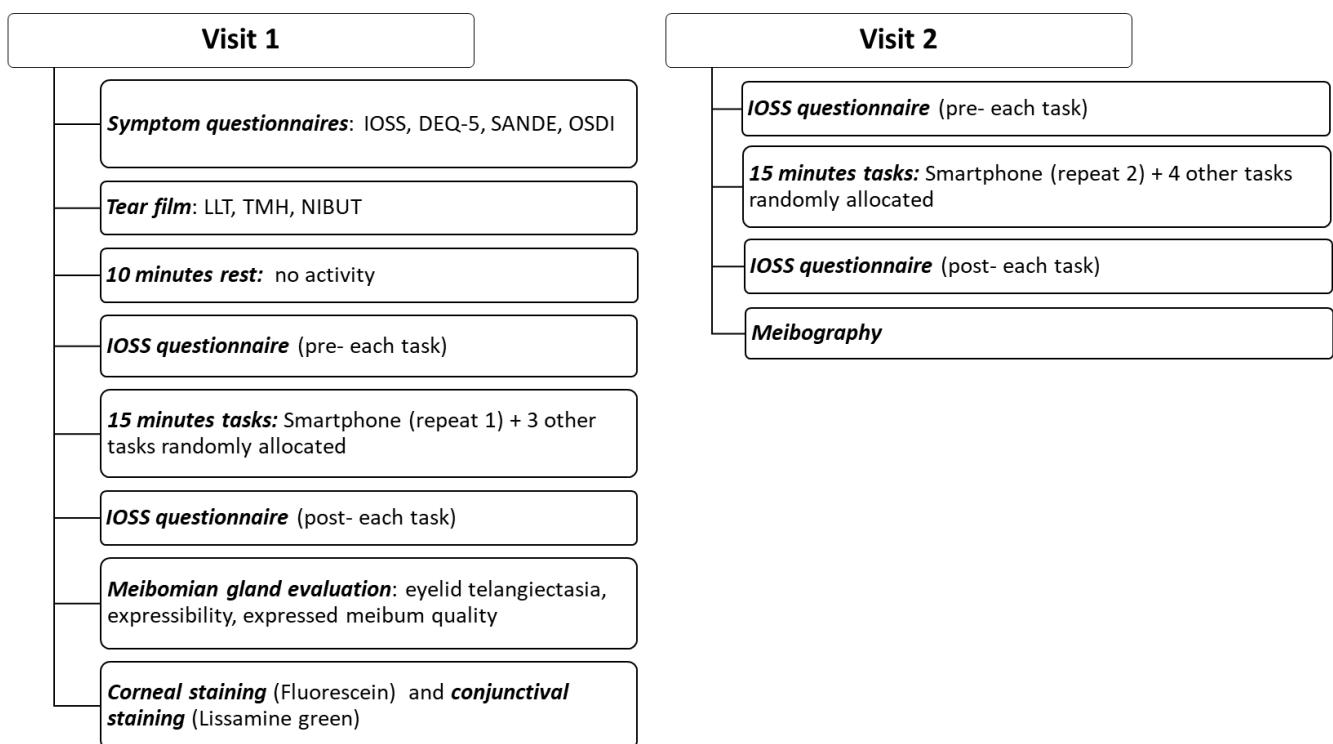 Visit 1
Symptom questionnaires: IOSS, DEQ-5, SANDE, OSDI
Tear film: LLT, TMH, NIBUT
10 minutes rest: no activity
IOSS questionnaire (pre- each task)
15 minutes tasks: Smartphone (repeat 1) + 3 other
tasks randomly allocated
IOSS questionnaire (post- each task)
Meibomian gland evaluation: eyelid telangiectasia,
expressibility, expressed meibum quality
Corneal staining (Fluorescein) and conjunctival
staining (Lissamine green)
Visit 2
IOSS questionnaire (pre- each task)
15 minutes tasks: Smartphone (repeat 2) + 4 other tasks
randomly allocated
IOSS questionnaire (post- each task)
Meibography